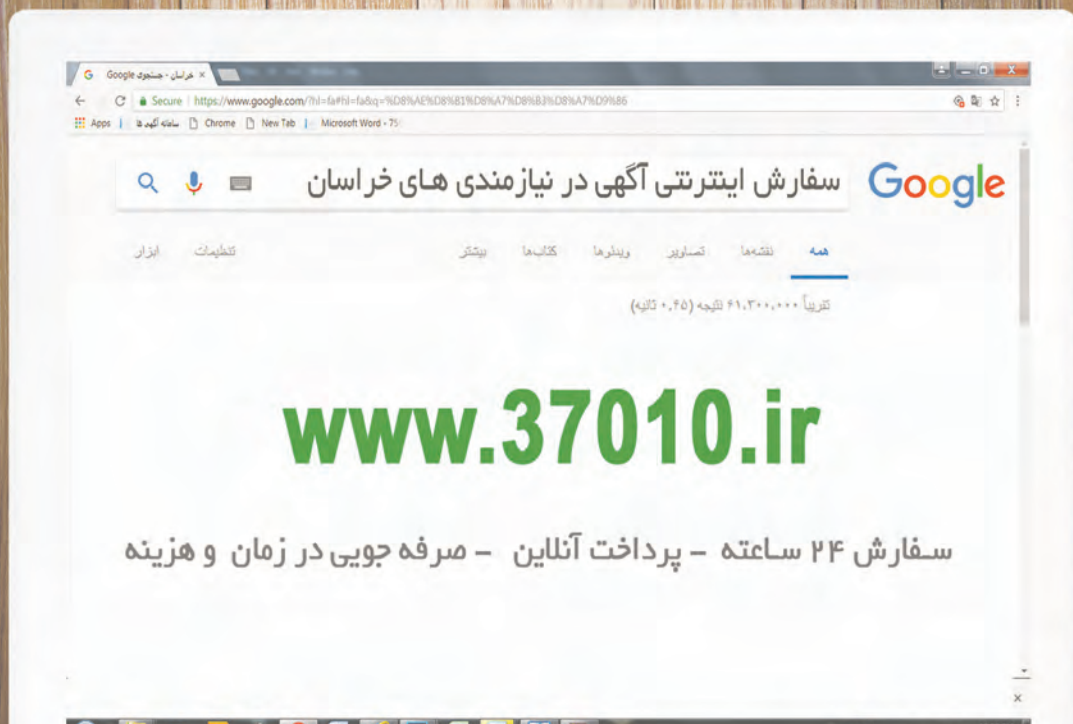 خراسان - جستجوی Google
Secure | https://www.google.com/?hl=fa#hl=fa&q=%D8%AE%D8%B1%D8%A7%D8%B3%D8%A7%D9%86
Apps سامانه آگهی ها Chrome New Tab Microsoft Word - 75
Google سفارش اینترنتی آگهی در نیازمندی های خراسان
همه نقشه‌ها تصاویر ویدئوها کتاب‌ها بیشتر تنظیمات ابزار
تقریباً ۶۱,۳۰۰,۰۰۰ نتیجه (۰.۴۵ ثانیه)
www.37010.ir
سفارش ۲۴ ساعته - پرداخت آنلاین - صرفه جویی در زمان و هزینه